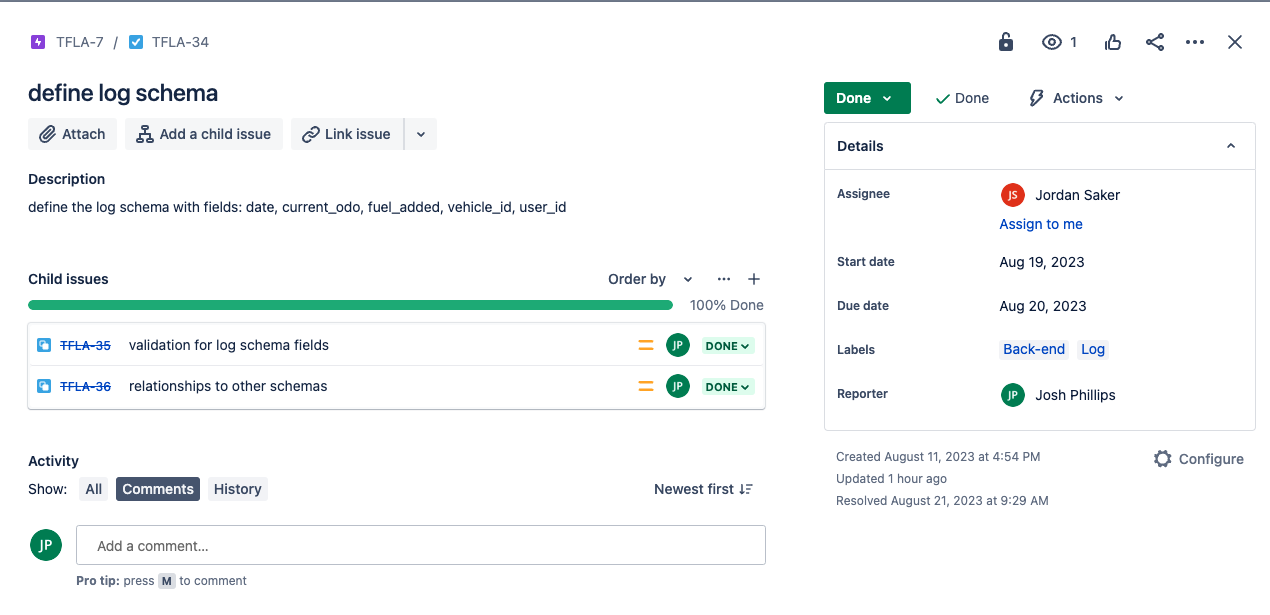 TFLA-7 / TFLA-34
1
define log schema
Attach
Add a child issue
Link issue
Description
define the log schema with fields: date, current_odo, fuel_added, vehicle_id, user_id
Child issues
Order by
100% Done
TFLA-35 validation for log schema fields JP DONE
TFLA-36 relationships to other schemas JP DONE
Activity
Show: All Comments History
Newest first
JP Add a comment…
Pro tip: press M to comment
Done
Done
Actions
Details
Assignee JS Jordan Saker
Assign to me
Start date Aug 19, 2023
Due date Aug 20, 2023
Labels Back-end Log
Reporter JP Josh Phillips
Created August 11, 2023 at 4:54 PM
Configure
Updated 1 hour ago
Resolved August 21, 2023 at 9:29 AM